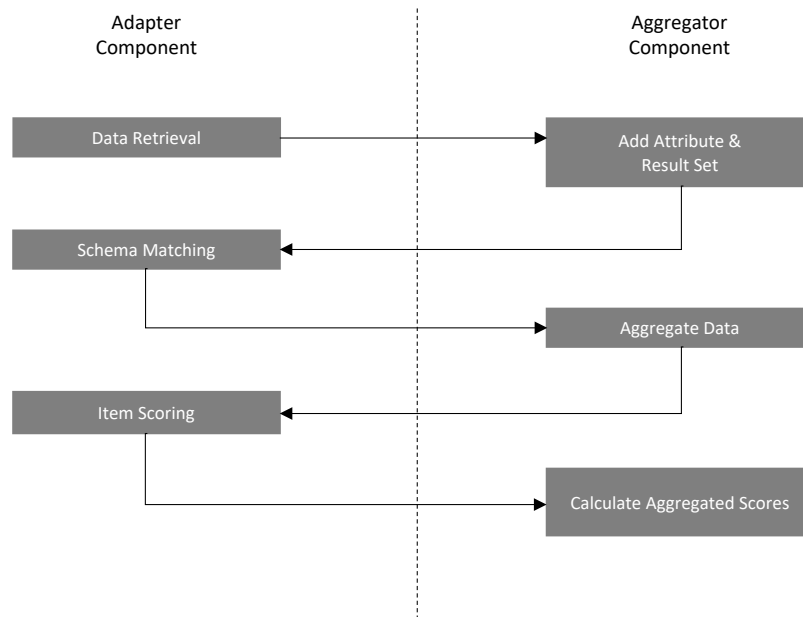 Adapter
Component
Aggregator
Component
Data Retrieval
Add Attribute &
Result Set
Schema Matching
Aggregate Data
Item Scoring
Calculate Aggregated Scores